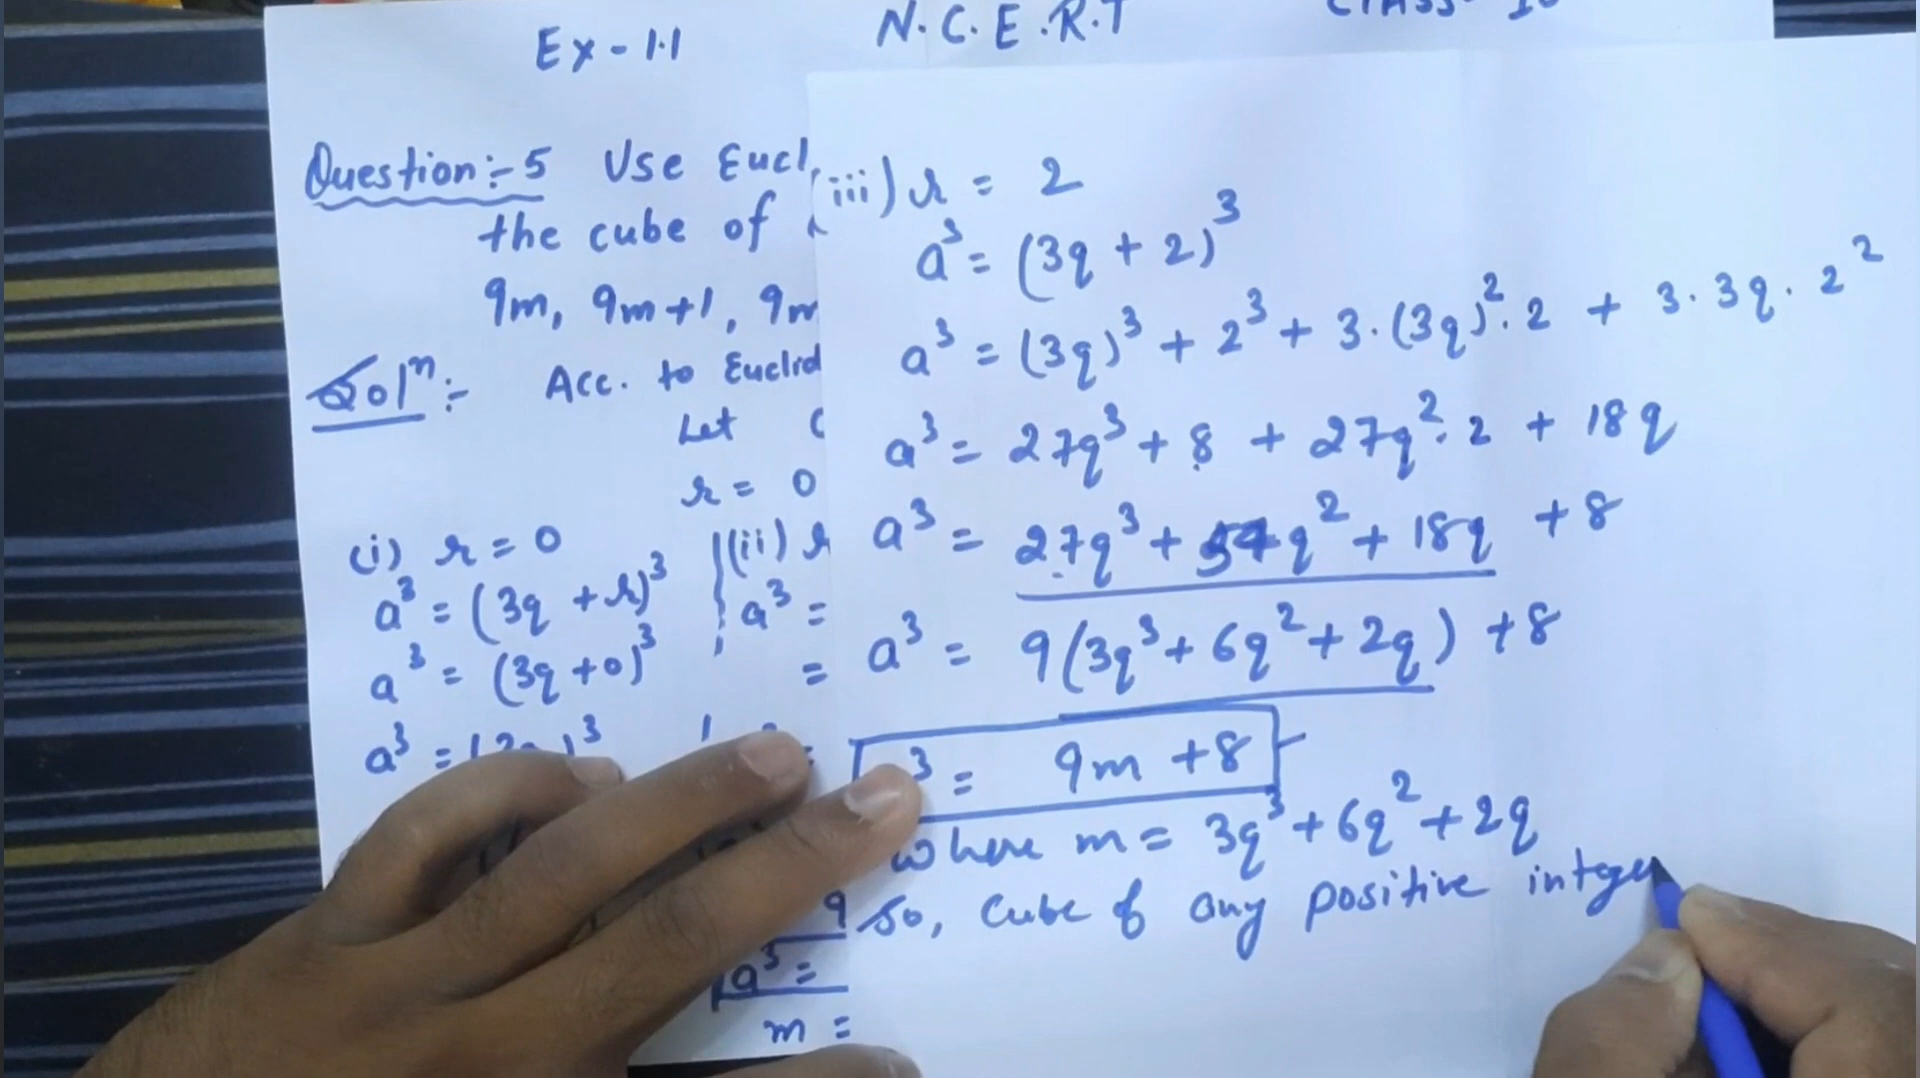 Ex - 1.1
N.C.E.R.T
Question:- 5 Use Eucl
the cube of
9m, 9m+1, 9m
Solⁿ:- Acc. to Euclid
Let
r = 0
(i) r = 0
a³ = (3q + r)³
a³ = (3q + 0)³
(ii) r
a³ =
=
9
a³ =
m =
(iii) r = 2
a³ = (3q + 2)³
a³ = (3q)³ + 2³ + 3.(3q)².2 + 3.3q.2²
a³ = 27q³ + 8 + 27q².2 + 18q
a³ = 27q³ + 54q² + 18q + 8
a³ = 9(3q³ + 6q² + 2q) + 8
³ = 9m + 8
where m = 3q³ + 6q² + 2q
so, cube of any positive integer